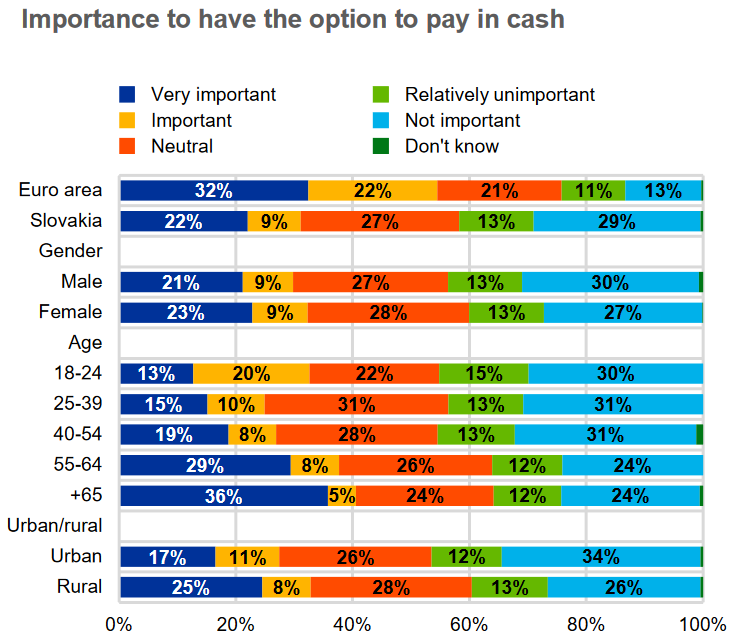 Importance to have the option to pay in cash
Very important
Relatively unimportant
Important
Not important
Neutral
Don't know
Euro area 32% 22% 21% 11% 13%
Slovakia 22% 9% 27% 13% 29%
Gender
Male 21% 9% 27% 13% 30%
Female 23% 9% 28% 13% 27%
Age
18-24 13% 20% 22% 15% 30%
25-39 15% 10% 31% 13% 31%
40-54 19% 8% 28% 13% 31%
55-64 29% 8% 26% 12% 24%
+65 36% 5% 24% 12% 24%
Urban/rural
Urban 17% 11% 26% 12% 34%
Rural 25% 8% 28% 13% 26%
0% 20% 40% 60% 80% 100%